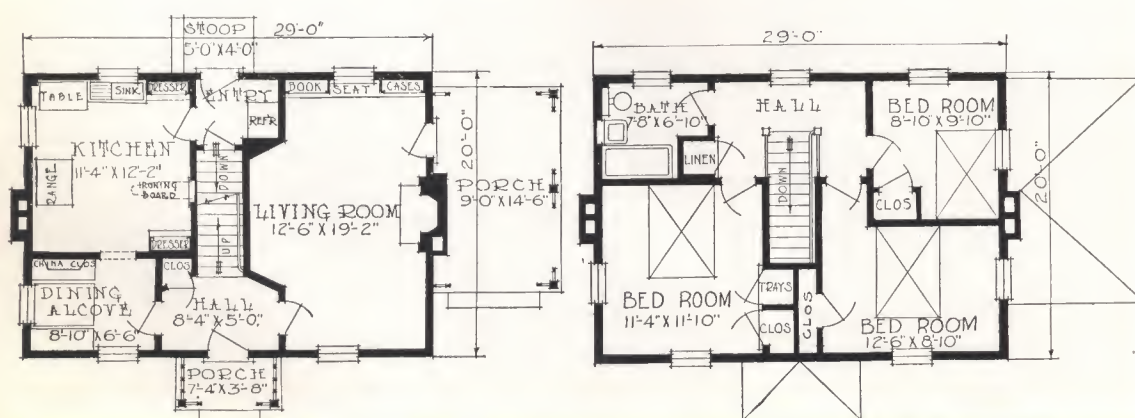 STOOP
5'-0"X4'-0"
29'-0"
TABLE
SINK
DRESSER
ENTRY
REFR.
BOOK
SEAT
CASES
KITCHEN
11'-4"X12'-2"
RANGE
IRONING
BOARD
DOWN
UP
20'-0"
LIVING ROOM
12'-6"X19'-2"
PORCH
9'-0"X14'-6"
DRESSER
CHINA CLOS
CLOS
DINING
ALCOVE
8'-10"X6'-6"
HALL
8'-4"X5'-0"
PORCH
7'-4"X3'-8"
29'-0"
BATH
7'-8"X6'-10"
HALL
BED ROOM
8'-10"X9'-10"
LINEN
DOWN
CLOS
20'-0"
BED ROOM
11'-4"X11'-10"
TRAYS
CLOS
CLOS
BED ROOM
12'-6"X8'-10"